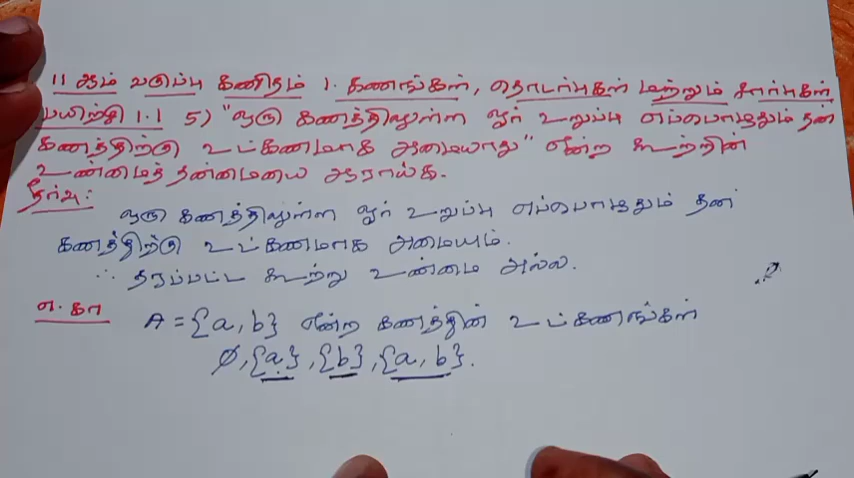 11 ஆம் வகுப்பு கணிதம் 1. கணங்கள், தொடர்புகள் மற்றும் சார்புகள்
பயிற்சி 1.1 5) "ஒரு கணத்திலுள்ள ஓர் உறுப்பு எப்பொழுதும் தன்
கணத்திற்கு உட்கணமாக அமையாது" என்ற கூற்றின்
உண்மைத் தன்மையை ஆராய்க.
தீர்வு:
ஒரு கணத்திலுள்ள ஓர் உறுப்பு எப்பொழுதும் தன்
கணத்திற்கு உட்கணமாக அமையும்.
∴ தரப்பட்ட கூற்று உண்மை அல்ல.
எ.கா A = {a, b} என்ற கணத்தின் உட்கணங்கள்
∅, {a}, {b}, {a, b}.